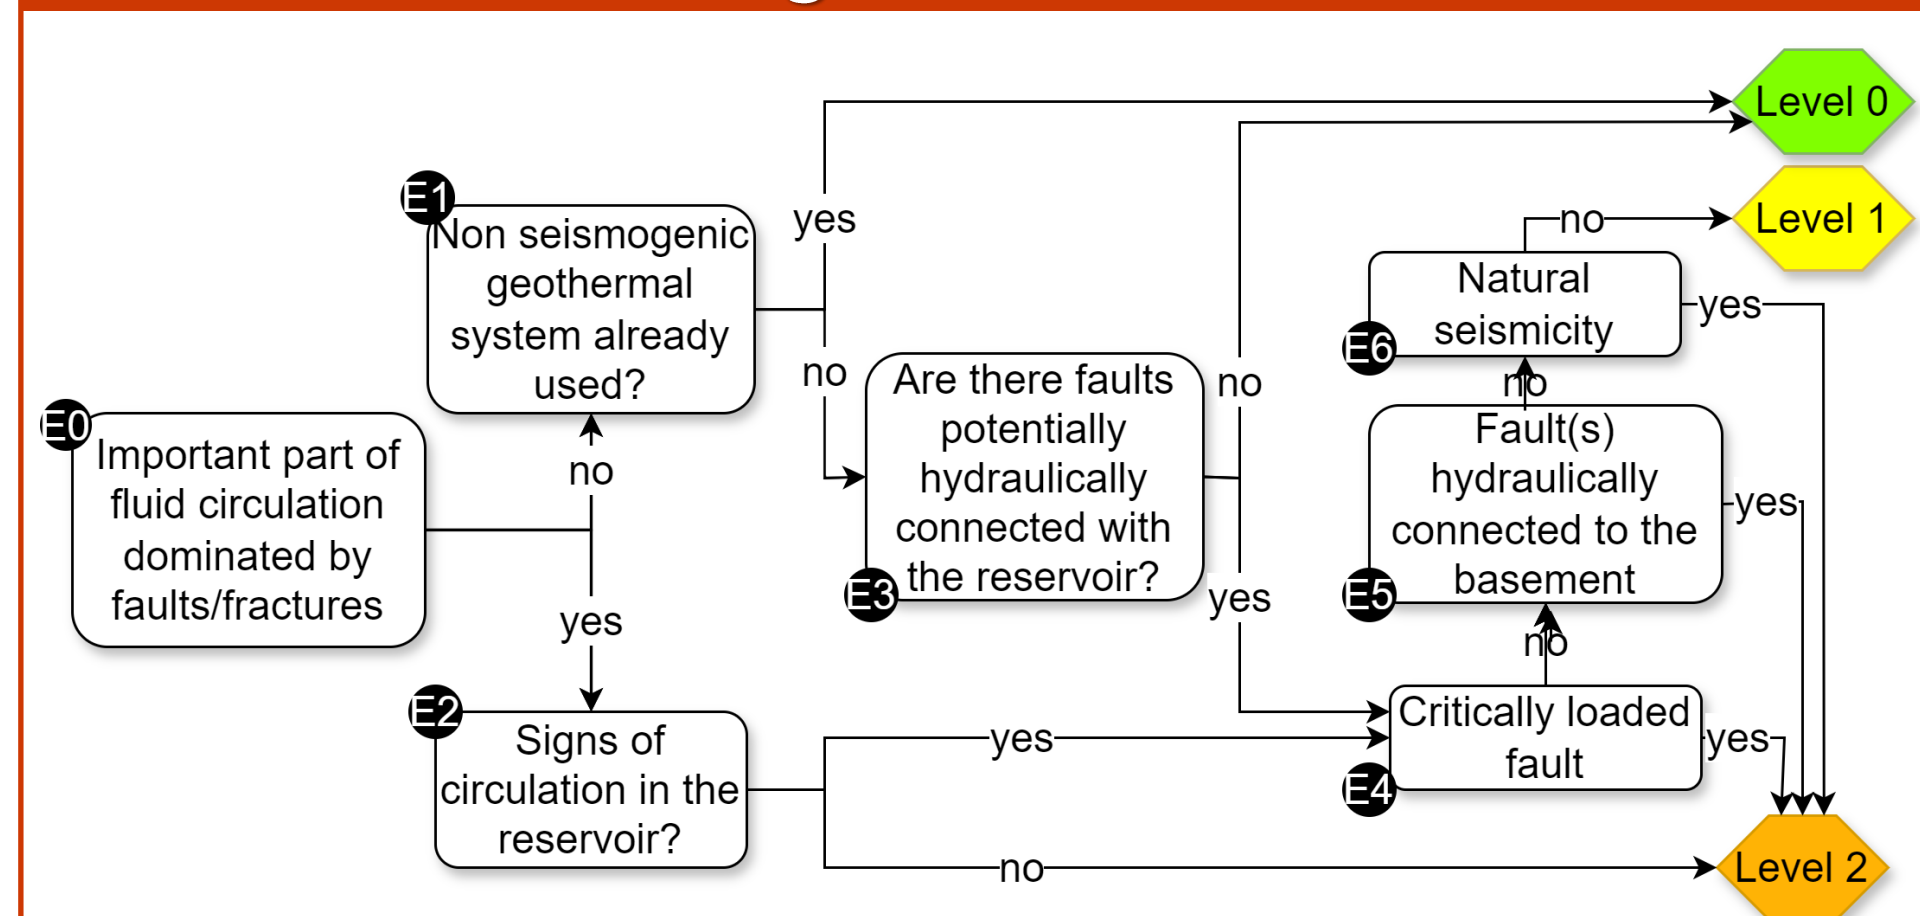 E0
Important part of
fluid circulation
dominated by
faults/fractures
no
yes
E1
Non seismogenic
geothermal
system already
used?
yes
no
E2
Signs of
circulation in the
reservoir?
yes
no
E3
Are there faults
potentially
hydraulically
connected with
the reservoir?
no
yes
E4
Critically loaded
fault
yes
no
E5
Fault(s)
hydraulically
connected to the
basement
yes
no
E6
Natural
seismicity
no
yes
Level 0
Level 1
Level 2